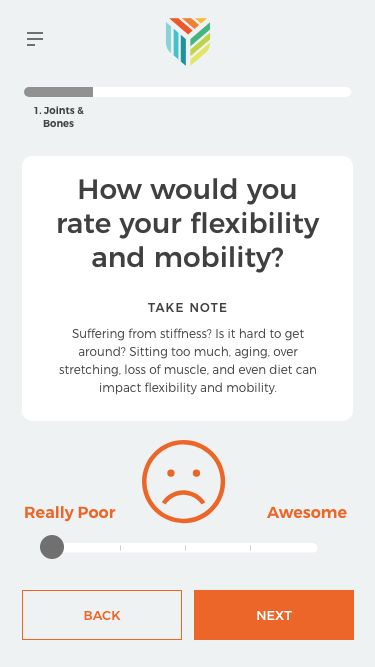 1. Joints &
Bones
How would you
rate your flexibility
and mobility?
TAKE NOTE
Suffering from stiffness? Is it hard to get
around? Sitting too much, aging, over
stretching, loss of muscle, and even diet can
impact flexibility and mobility.
Really Poor
Awesome
BACK
NEXT